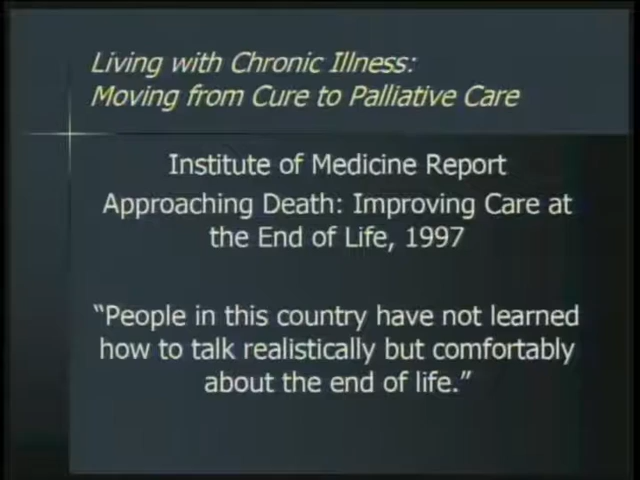 Living with Chronic Illness:
Moving from Cure to Palliative Care
Institute of Medicine Report
Approaching Death: Improving Care at
the End of Life, 1997
“People in this country have not learned
how to talk realistically but comfortably
about the end of life.”